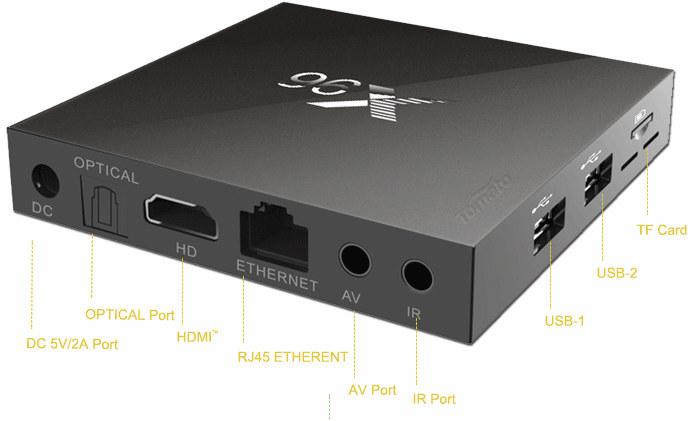 X96
OPTICAL
DC
HD
ETHERNET
AV
IR
Tomato
TF Card
USB-2
USB-1
OPTICAL Port
HDMI™
DC 5V/2A Port
RJ45 ETHERENT
AV Port
IR Port